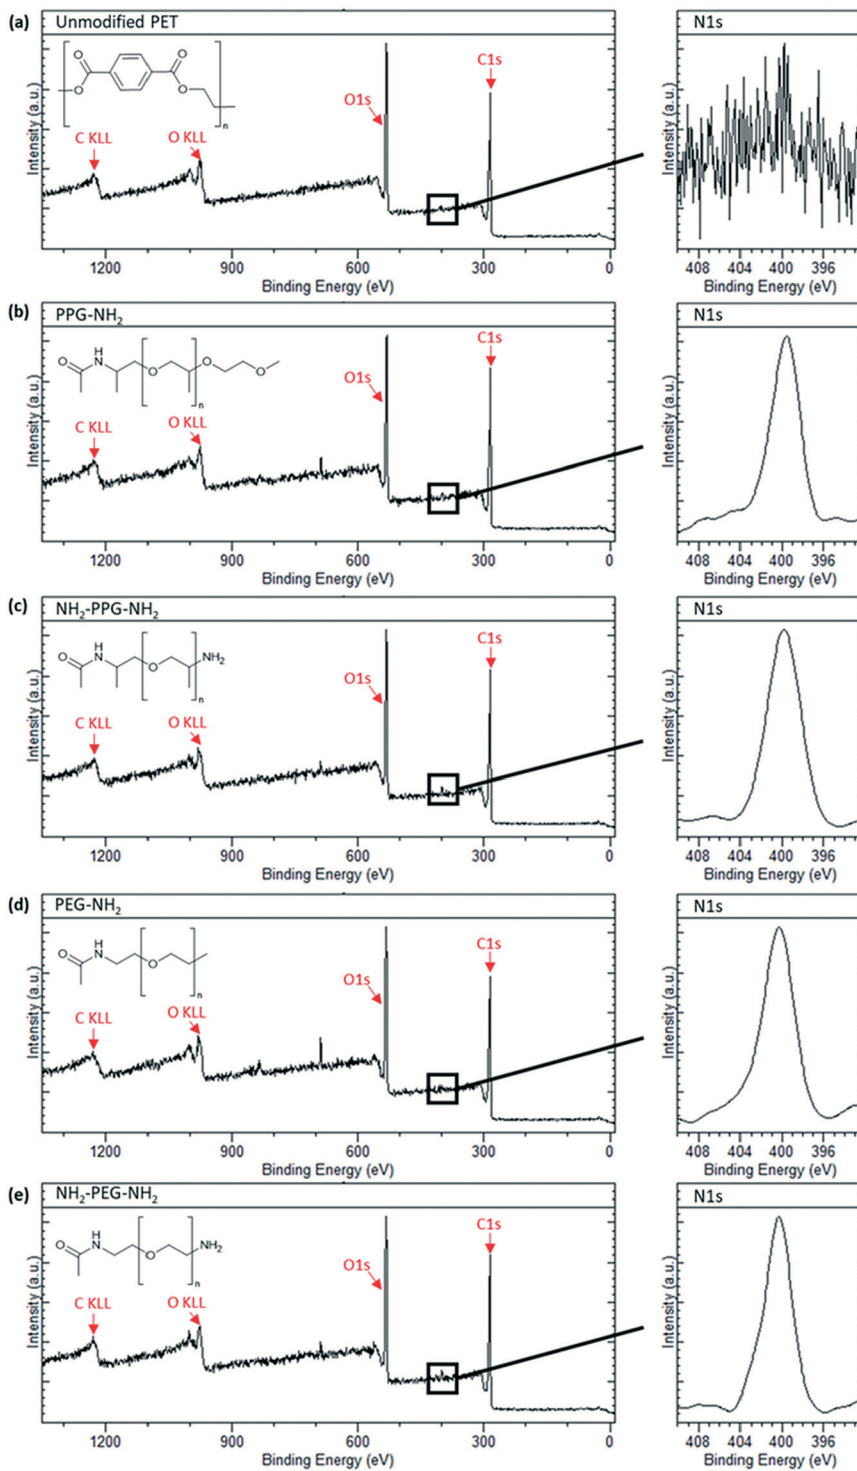 (a) Unmodified PET N1s
Intensity (a.u.)
O
O
O
O
n
C KLL
O KLL
O1s
C1s
1200 900 600 300 0
Binding Energy (eV)
Intensity (a.u.)
408 404 400 396
Binding Energy (eV)
(b) PPG-NH₂ N1s
Intensity (a.u.)
O
H
N
O
n
O
O
C KLL
O KLL
O1s
C1s
1200 900 600 300 0
Binding Energy (eV)
Intensity (a.u.)
408 404 400 396
Binding Energy (eV)
(c) NH₂-PPG-NH₂ N1s
Intensity (a.u.)
O
H
N
O
n
NH₂
C KLL
O KLL
O1s
C1s
1200 900 600 300 0
Binding Energy (eV)
Intensity (a.u.)
408 404 400 396
Binding Energy (eV)
(d) PEG-NH₂ N1s
Intensity (a.u.)
O
H
N
O
n
C KLL
O KLL
O1s
C1s
1200 900 600 300 0
Binding Energy (eV)
Intensity (a.u.)
408 404 400 396
Binding Energy (eV)
(e) NH₂-PEG-NH₂ N1s
Intensity (a.u.)
O
H
N
O
n
NH₂
C KLL
O KLL
O1s
C1s
1200 900 600 300 0
Binding Energy (eV)
Intensity (a.u.)
408 404 400 396
Binding Energy (eV)